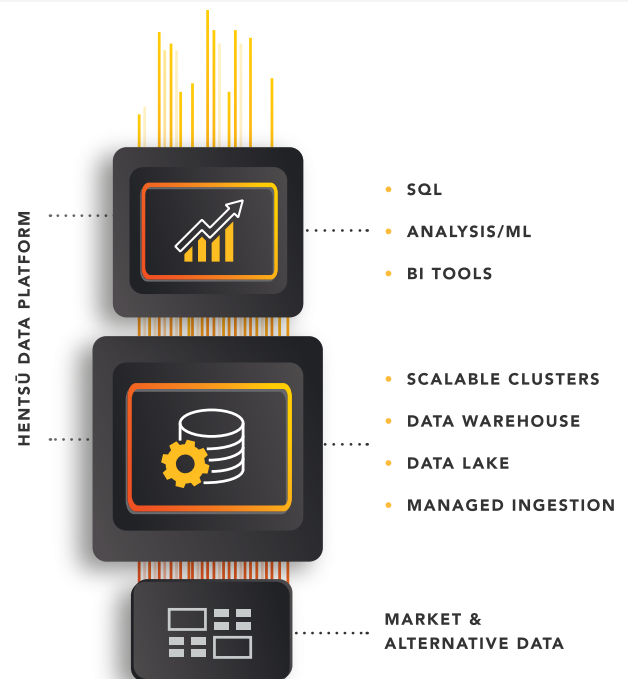 HENTSŪ DATA PLATFORM
SQL
ANALYSIS/ML
BI TOOLS
SCALABLE CLUSTERS
DATA WAREHOUSE
DATA LAKE
MANAGED INGESTION
MARKET &
ALTERNATIVE DATA